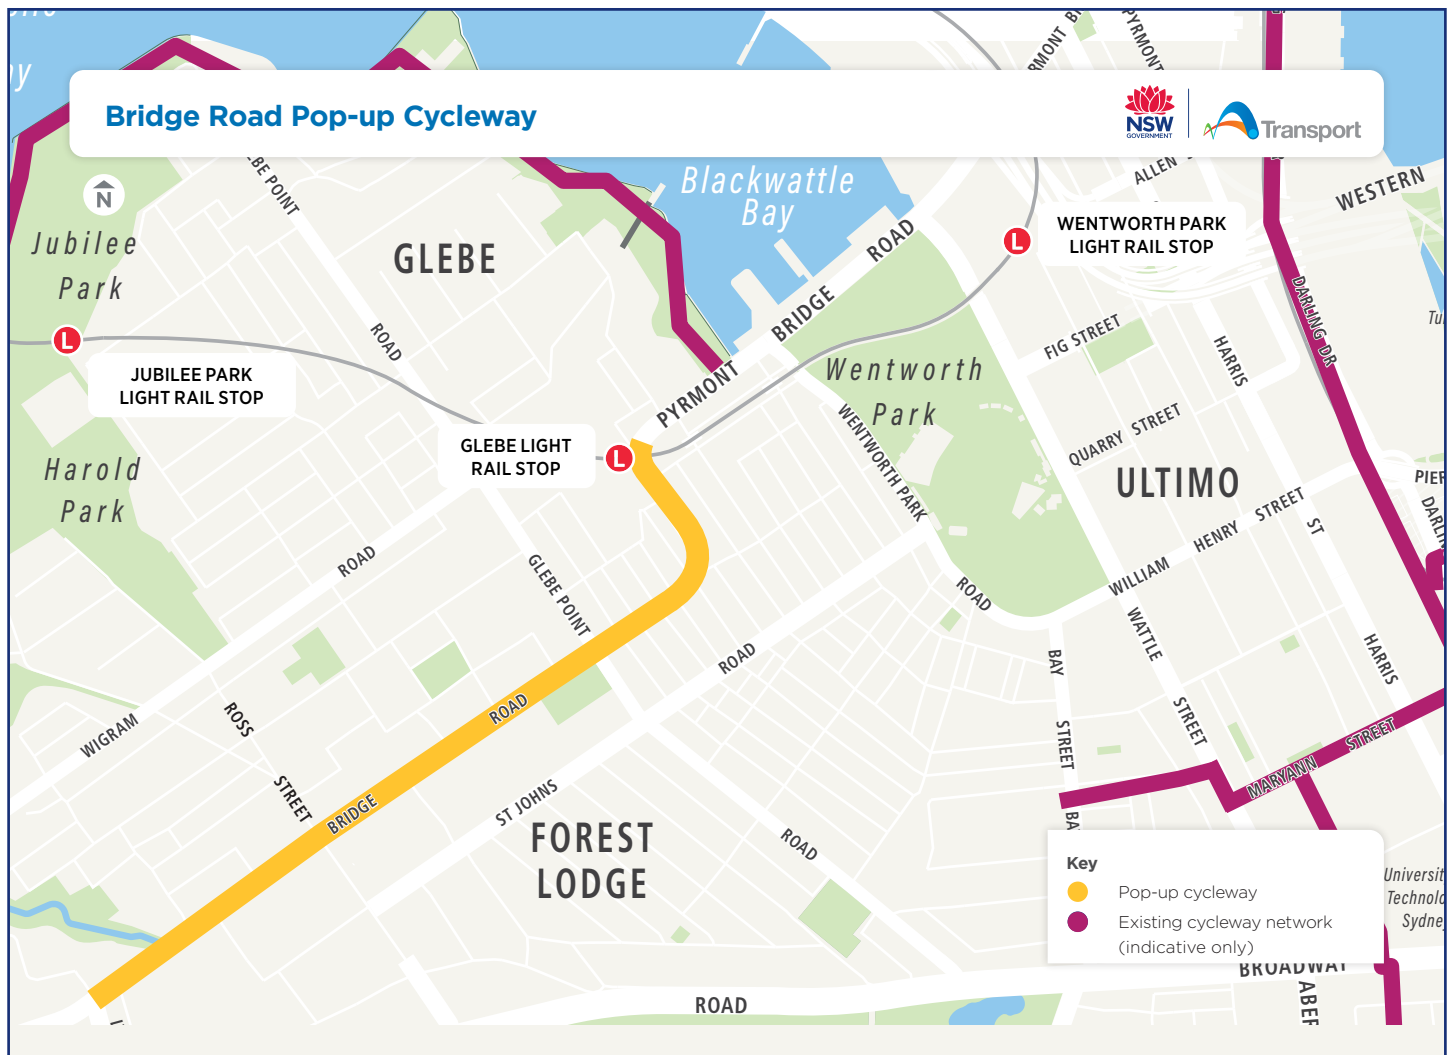 Bridge Road Pop-up Cycleway
NSW
GOVERNMENT
Transport
PYRMONT
ALLEN
WESTERN
Blackwattle
Bay
N
Jubilee
Park
GLEBE
GLEBE POINT
ROAD
L
WENTWORTH PARK
LIGHT RAIL STOP
L
JUBILEE PARK
LIGHT RAIL STOP
PYRMONT
BRIDGE
ROAD
FIG STREET
HARRIS
DARLING DR
Wentworth
Park
WENTWORTH PARK
ROAD
QUARRY STREET
ULTIMO
GLEBE LIGHT
RAIL STOP
L
Harold
Park
WILLIAM
HENRY
STREET
ST
WIGRAM
ROAD
GLEBE POINT
ROAD
ROSS
STREET
BRIDGE
ROAD
ST JOHNS
ROAD
BAY
STREET
WATTLE
STREET
HARRIS
MARYANN
STREET
FOREST
LODGE
Key
Pop-up cycleway
Existing cycleway network
(indicative only)
BROADWAY
ROAD